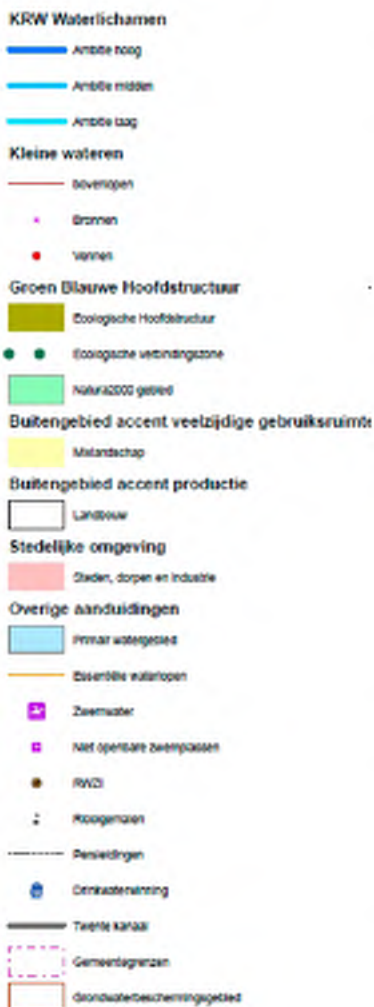 KRW Waterlichamen
Ambitie hoog
Ambitie midden
Ambitie laag
Kleine wateren
bovenlopen
Bronnen
Vennen
Groen Blauwe Hoofdstructuur
Ecologische Hoofdstructuur
Ecologische verbindingszone
Natura2000 gebied
Buitengebied accent veelzijdige gebruiksruimte
Mixlandschap
Buitengebied accent productie
Landbouw
Stedelijke omgeving
Steden, dorpen en industrie
Overige aanduidingen
Primair watergebied
Essentiële waterlopen
Zwemwater
Niet openbare zwemplassen
RWZI
Rioolgemalen
Persleidingen
Drinkwaterwinning
Twente kanaal
Gemeentegrenzen
Grondwaterbeschermingsgebied